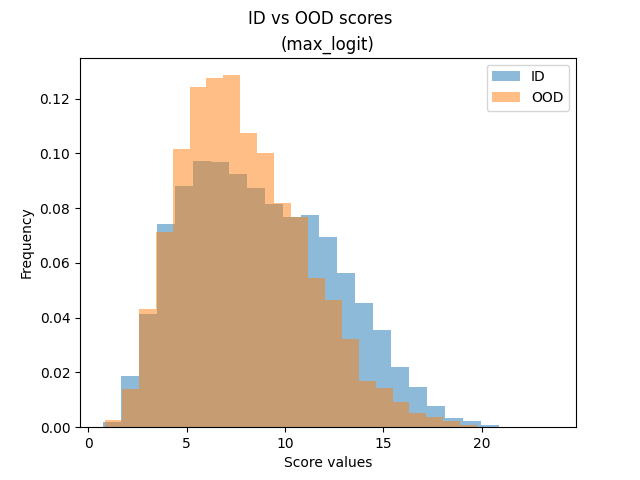 ID vs OOD scores
(max_logit)
ID
OOD
0.12
0.10
0.08
0.06
0.04
0.02
0.00
Frequency
0
5
10
15
20
Score values